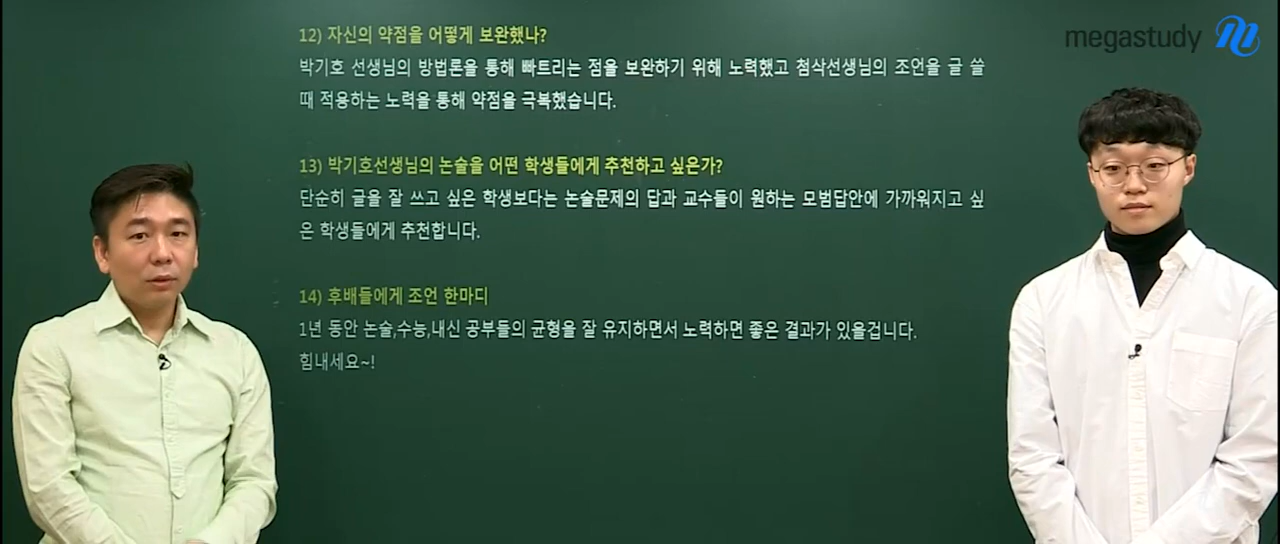 megastudy
12) 자신의 약점을 어떻게 보완했나?
박기호 선생님의 방법론을 통해 빠트리는 점을 보완하기 위해 노력했고 첨삭선생님의 조언을 글 쓸
때 적용하는 노력을 통해 약점을 극복했습니다.
13) 박기호선생님의 논술을 어떤 학생들에게 추천하고 싶은가?
단순히 글을 잘 쓰고 싶은 학생보다는 논술문제의 답과 교수들이 원하는 모범답안에 가까워지고 싶
은 학생들에게 추천합니다.
14) 후배들에게 조언 한마디
1년 동안 논술,수능,내신 공부들의 균형을 잘 유지하면서 노력하면 좋은 결과가 있을겁니다.
힘내세요~!